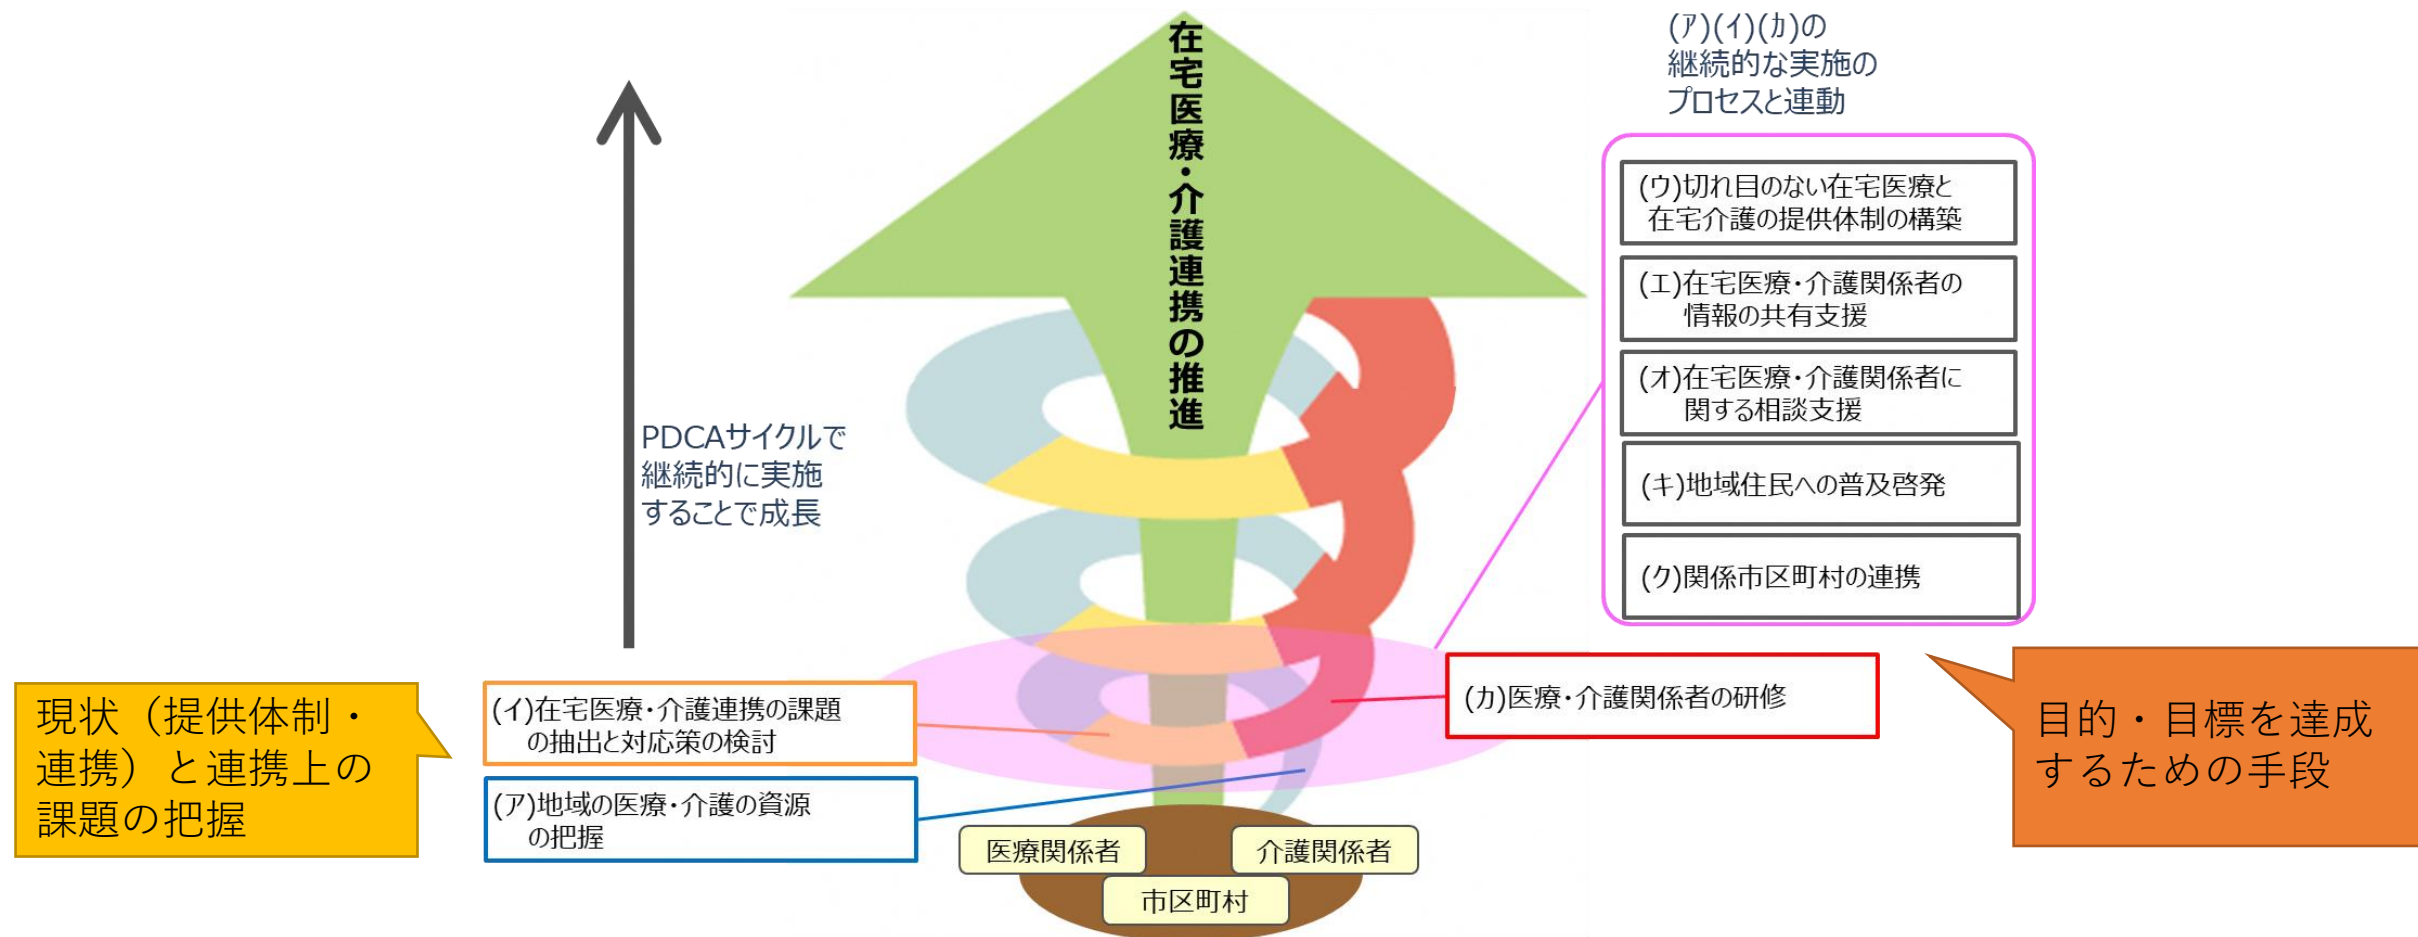 在宅医療・介護連携の推進
(ア)(イ)(カ)の
継続的な実施の
プロセスと連動
(ウ)切れ目のない在宅医療と
在宅介護の提供体制の構築
(エ)在宅医療・介護関係者の
情報の共有支援
(オ)在宅医療・介護関係者に
関する相談支援
(キ)地域住民への普及啓発
(ク)関係市区町村の連携
PDCAサイクルで
継続的に実施
することで成長
現状（提供体制・
連携）と連携上の
課題の把握
(イ)在宅医療・介護連携の課題
の抽出と対応策の検討
(ア)地域の医療・介護の資源
の把握
(カ)医療・介護関係者の研修
目的・目標を達成
するための手段
医療関係者
介護関係者
市区町村